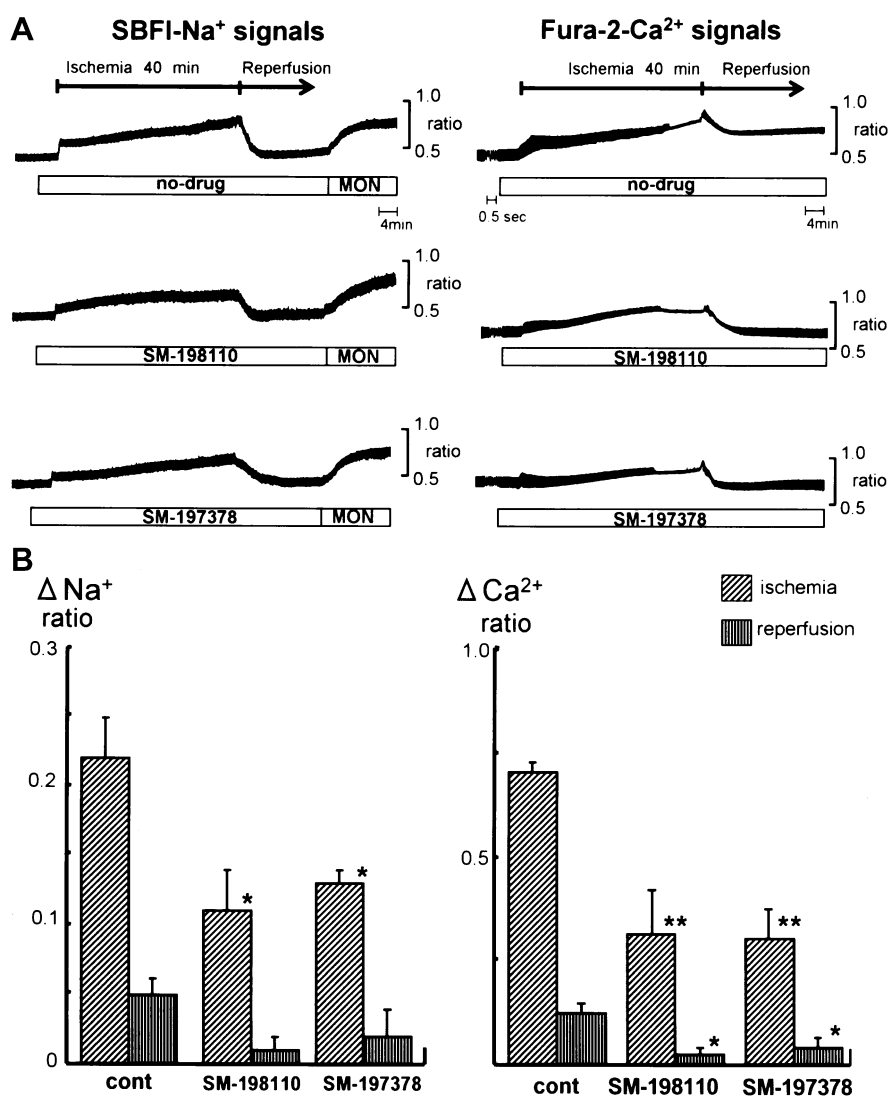 A SBFI-Na⁺ signals Fura-2-Ca²⁺ signals
Ischemia 40 min Reperfusion Ischemia 40 min Reperfusion
1.0 1.0
ratio ratio
0.5 0.5
no-drug MON no-drug
4min 0.5 sec 4min
1.0
ratio 1.0
0.5 ratio
SM-198110 MON SM-198110 0.5
1.0 1.0
ratio ratio
0.5 0.5
SM-197378 MON SM-197378
B
Δ Na⁺ Δ Ca²⁺ ischemia
ratio ratio reperfusion
0.3 1.0
0.2
0.5
0.1
0
cont SM-198110 SM-197378 cont SM-198110 SM-197378
* * ** ** * *